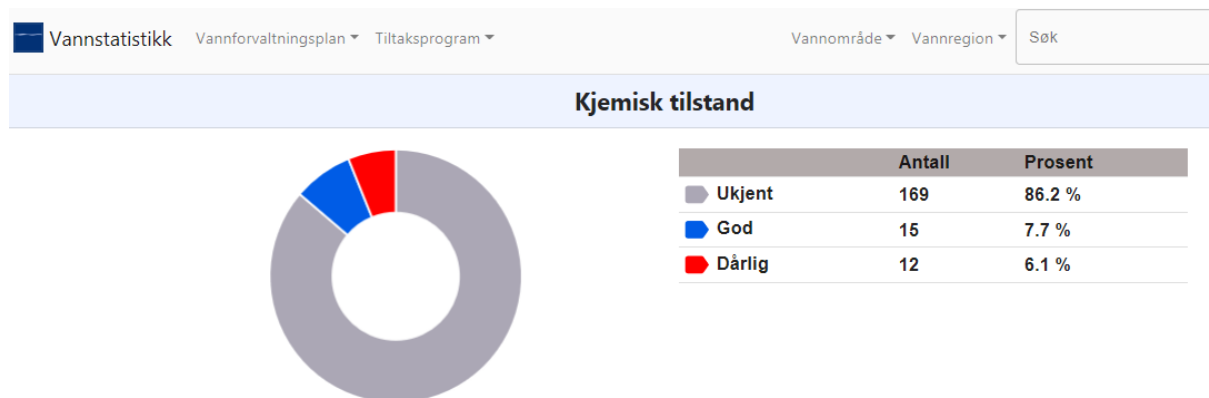 Vannstatistikk Vannforvaltningsplan Tiltaksprogram Vannområde Vannregion Søk
Kjemisk tilstand
Antall Prosent
Ukjent 169 86.2 %
God 15 7.7 %
Dårlig 12 6.1 %